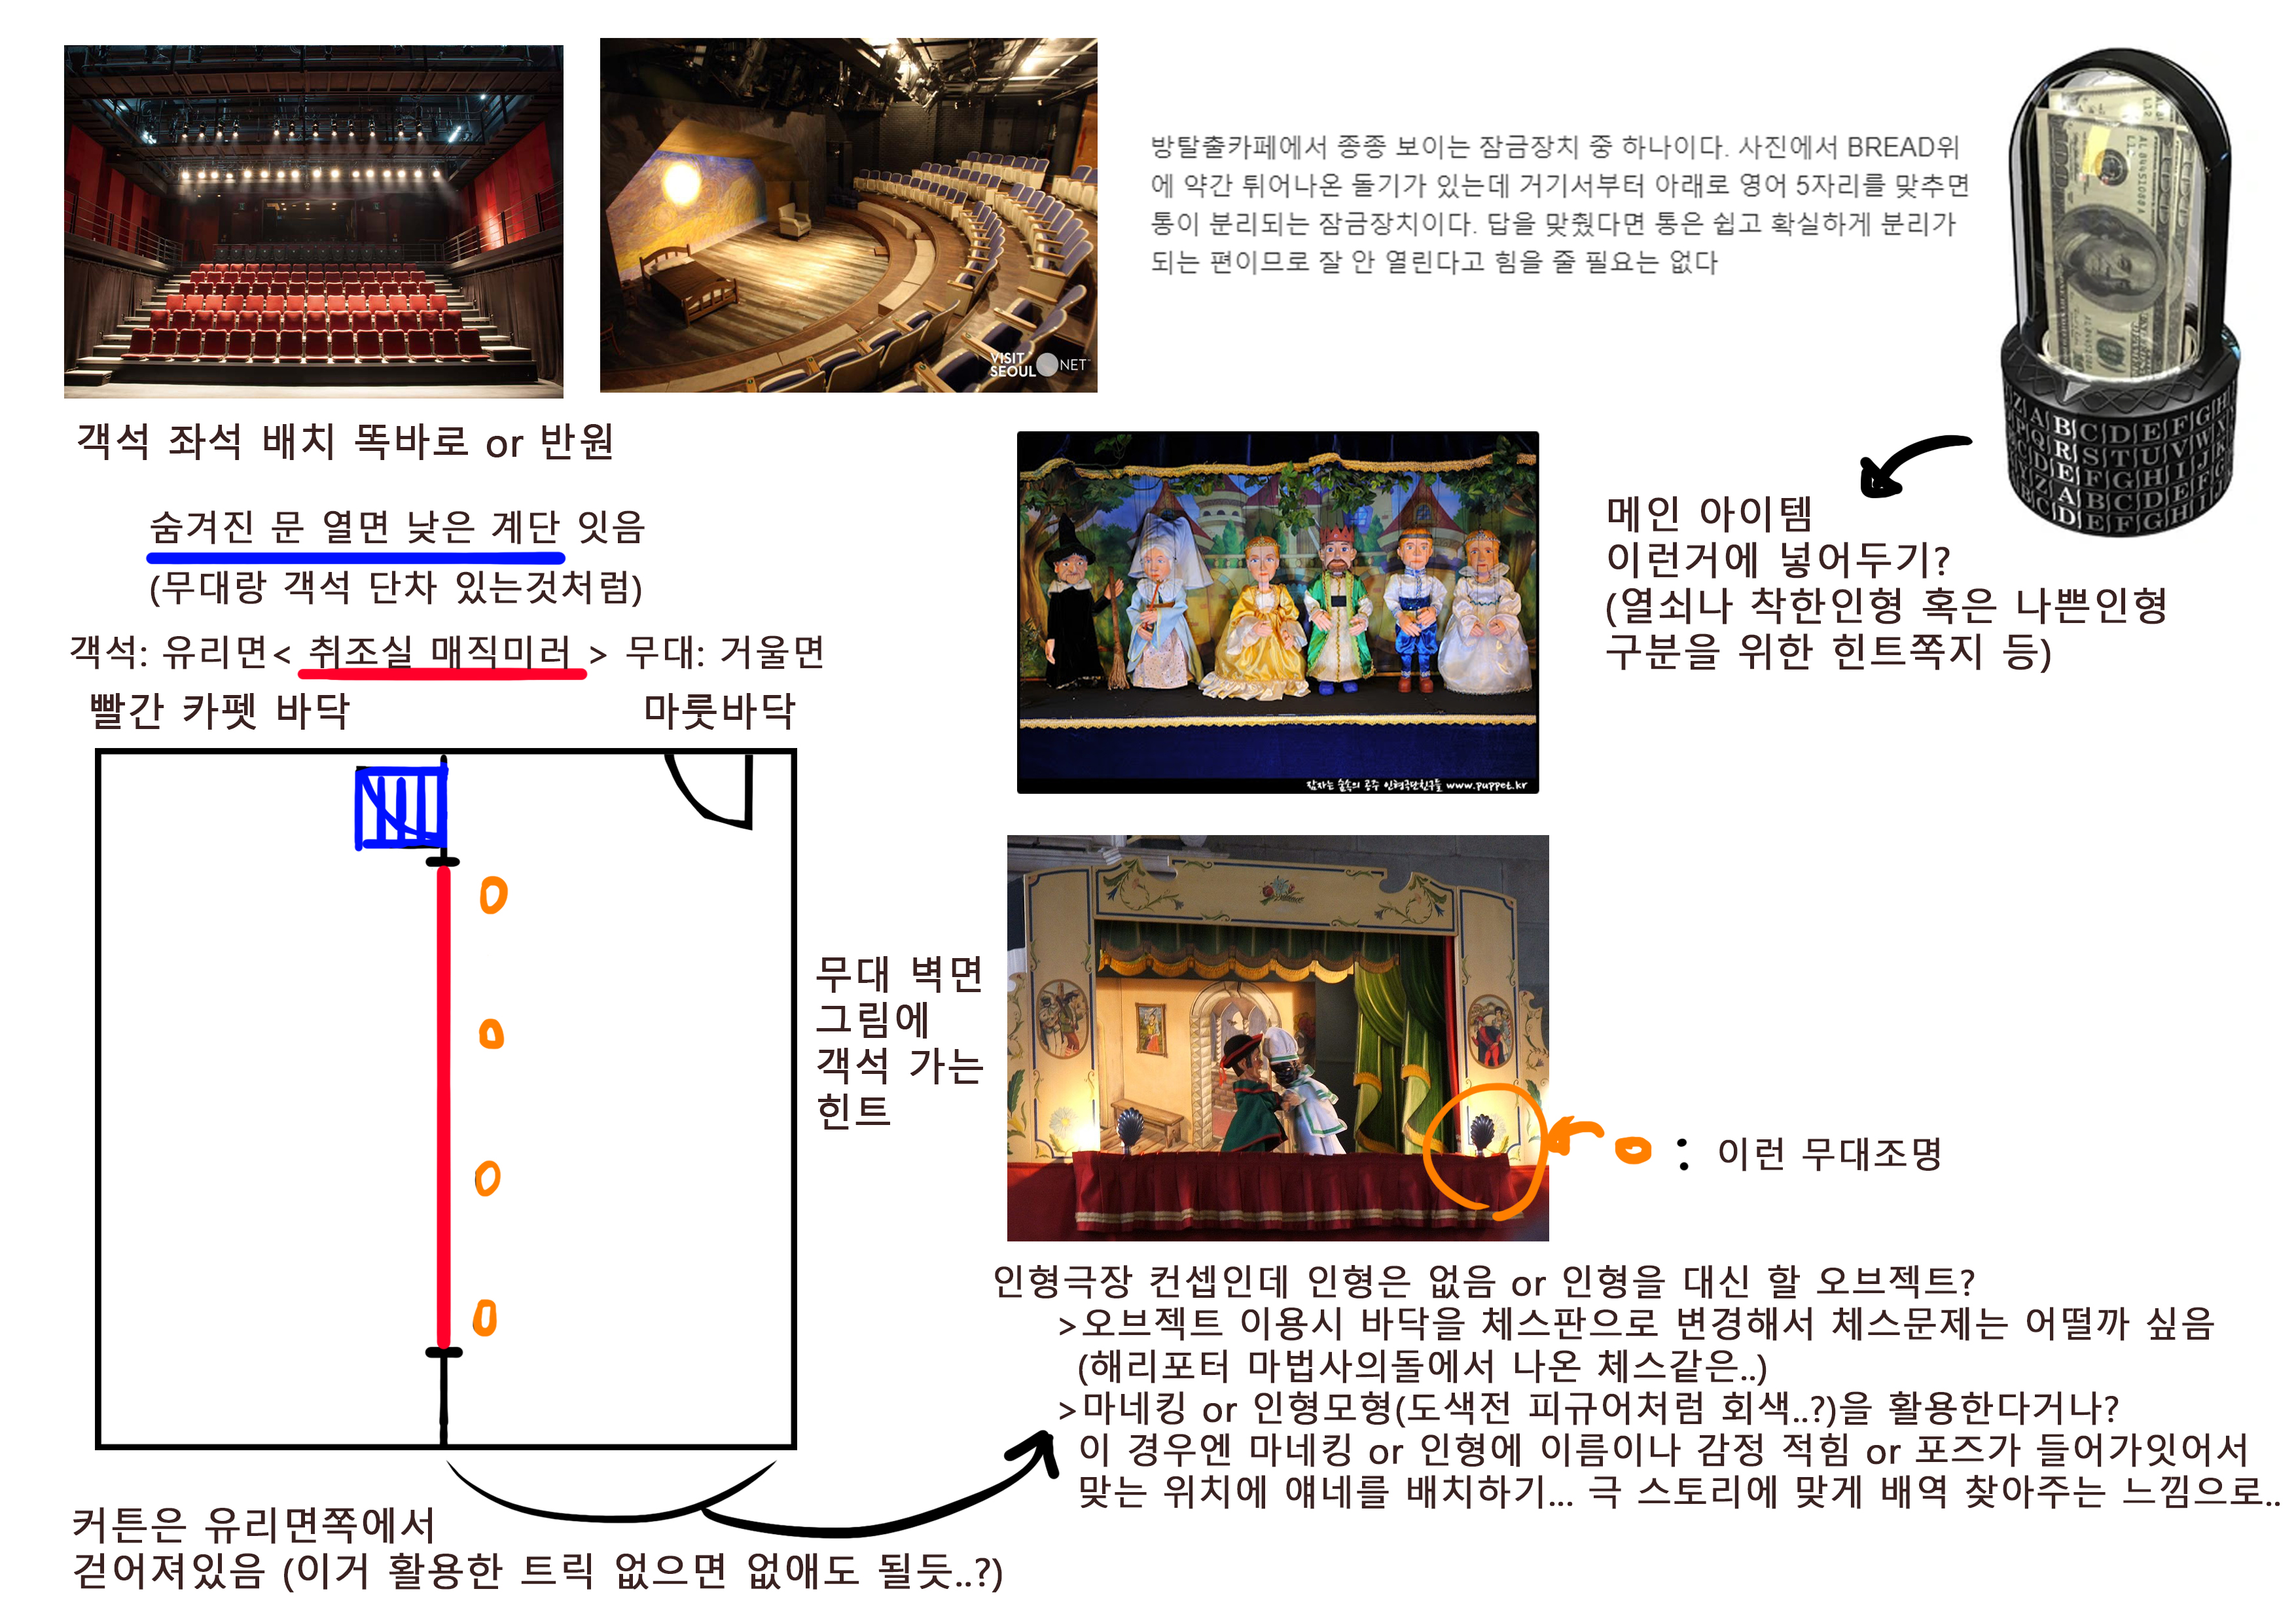 VISIT
SEOUL NET
방탈출카페에서 종종 보이는 잠금장치 중 하나이다. 사진에서 BREAD위
에 약간 튀어나온 돌기가 있는데 거기서부터 아래로 영어 5자리를 맞추면
통이 분리되는 잠금장치이다. 답을 맞췄다면 통은 쉽고 확실하게 분리가
되는 편이므로 잘 안 열린다고 힘을 줄 필요는 없다
Z A B C D E F G H
P Q R S T U V W X
C D E F G H I J K
Y Z A B C D E F G
B C D E F G H I
객석 좌석 배치 똑바로 or 반원
숨겨진 문 열면 낮은 계단 잇음
(무대랑 객석 단차 있는것처럼)
객석: 유리면< 취조실 매직미러 > 무대: 거울면
빨간 카펫 바닥
마룻바닥
메인 아이템
이런거에 넣어두기?
(열쇠나 착한인형 혹은 나쁜인형
구분을 위한 힌트쪽지 등)
잠자는 숲속의 공주 인형극단친구들 www.puppet.kr
무대 벽면
그림에
객석 가는
힌트
: 이런 무대조명
인형극장 컨셉인데 인형은 없음 or 인형을 대신 할 오브젝트?
>오브젝트 이용시 바닥을 체스판으로 변경해서 체스문제는 어떨까 싶음
(해리포터 마법사의돌에서 나온 체스같은..)
>마네킹 or 인형모형(도색전 피규어처럼 회색..?)을 활용한다거나?
이 경우엔 마네킹 or 인형에 이름이나 감정 적힘 or 포즈가 들어가잇어서
맞는 위치에 얘네를 배치하기... 극 스토리에 맞게 배역 찾아주는 느낌으로..
커튼은 유리면쪽에서
걷어져있음 (이거 활용한 트릭 없으면 없애도 될듯..?)